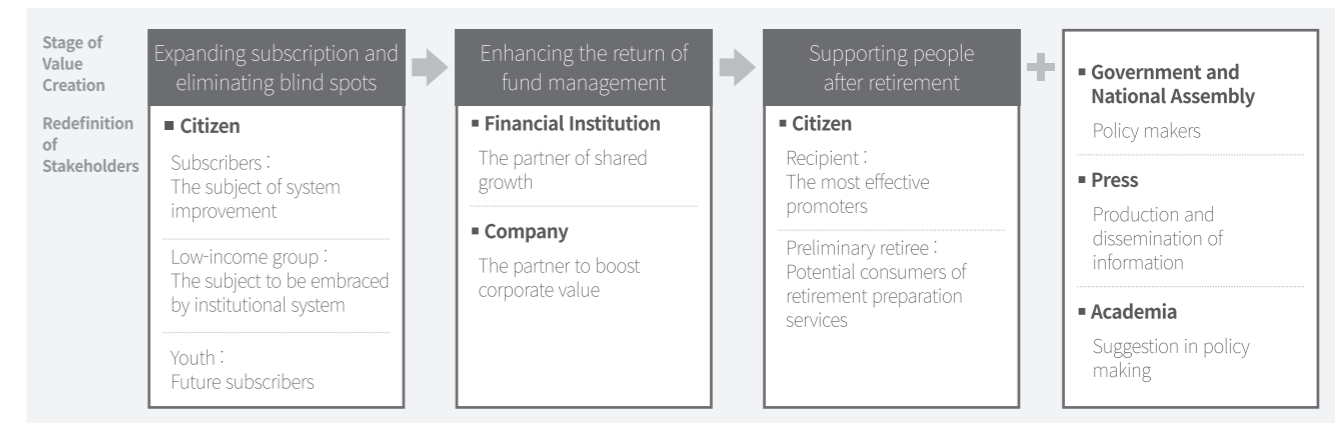 Stage of
Value
Creation
Expanding subscription and
eliminating blind spots
Enhancing the return of
fund management
Supporting people
after retirement
Redefinition
of
Stakeholders
▪ Citizen
Subscribers :
The subject of system
improvement
Low-income group :
The subject to be embraced
by institutional system
Youth :
Future subscribers
▪ Financial Institution
The partner of shared
growth
▪ Company
The partner to boost
corporate value
▪ Citizen
Recipient :
The most effective
promoters
Preliminary retiree :
Potential consumers of
retirement preparation
services
▪ Government and
National Assembly
Policy makers
▪ Press
Production and
dissemination of
information
▪ Academia
Suggestion in policy
making